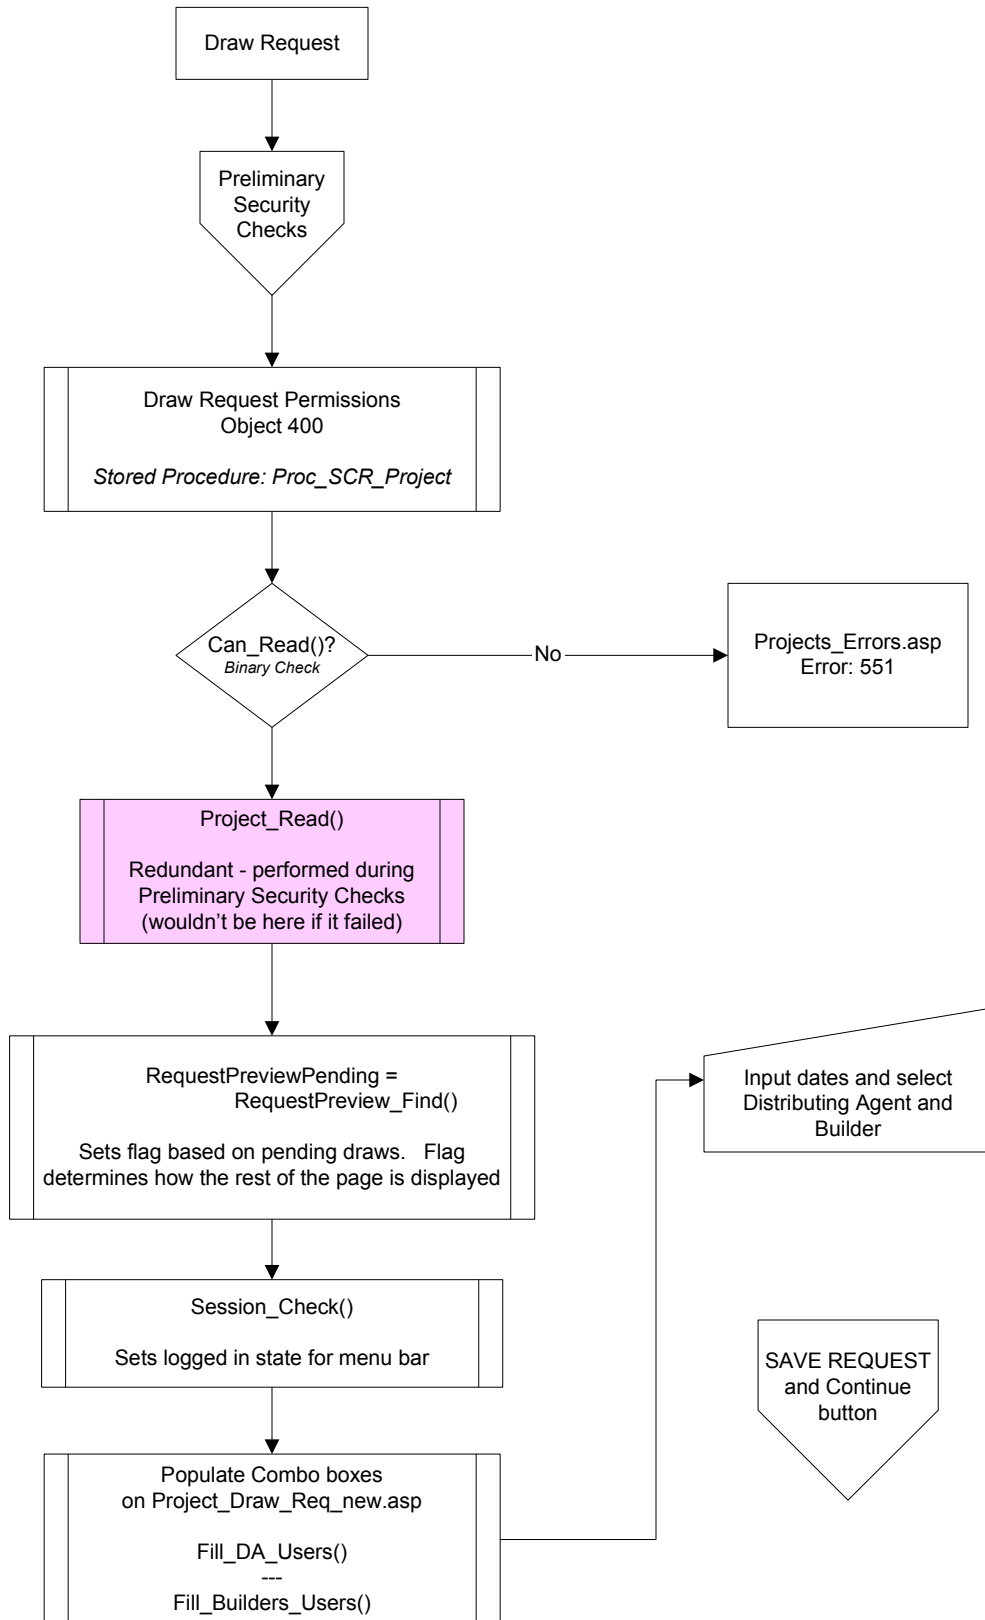 Draw Request
Preliminary
Security
Checks
Draw Request Permissions
Object 400
Stored Procedure: Proc_SCR_Project
Can_Read()?
Binary Check
No
Projects_Errors.asp
Error: 551
Project_Read()
Redundant - performed during
Preliminary Security Checks
(wouldn't be here if it failed)
RequestPreviewPending =
RequestPreview_Find()
Sets flag based on pending draws.   Flag
determines how the rest of the page is displayed
Input dates and select
Distributing Agent and
Builder
Session_Check()
Sets logged in state for menu bar
SAVE REQUEST
and Continue
button
Populate Combo boxes
on Project_Draw_Req_new.asp
Fill_DA_Users()
---
Fill_Builders_Users()